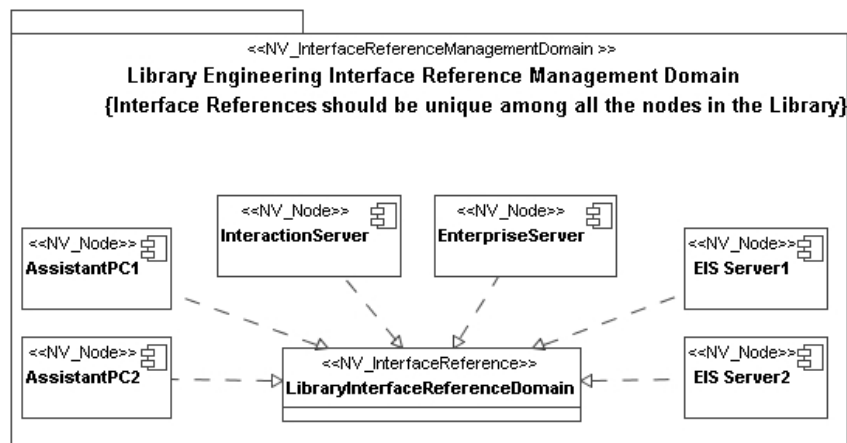 <<NV_InterfaceReferenceManagementDomain >>
Library Engineering Interface Reference Management Domain
{Interface References should be unique among all the nodes in the Library}
<<NV_Node>>
InteractionServer
<<NV_Node>>
EnterpriseServer
<<NV_Node>>
AssistantPC1
<<NV_Node>>
EIS Server1
<<NV_Node>>
AssistantPC2
<<NV_InterfaceReference>>
LibraryInterfaceReferenceDomain
<<NV_Node>>
EIS Server2